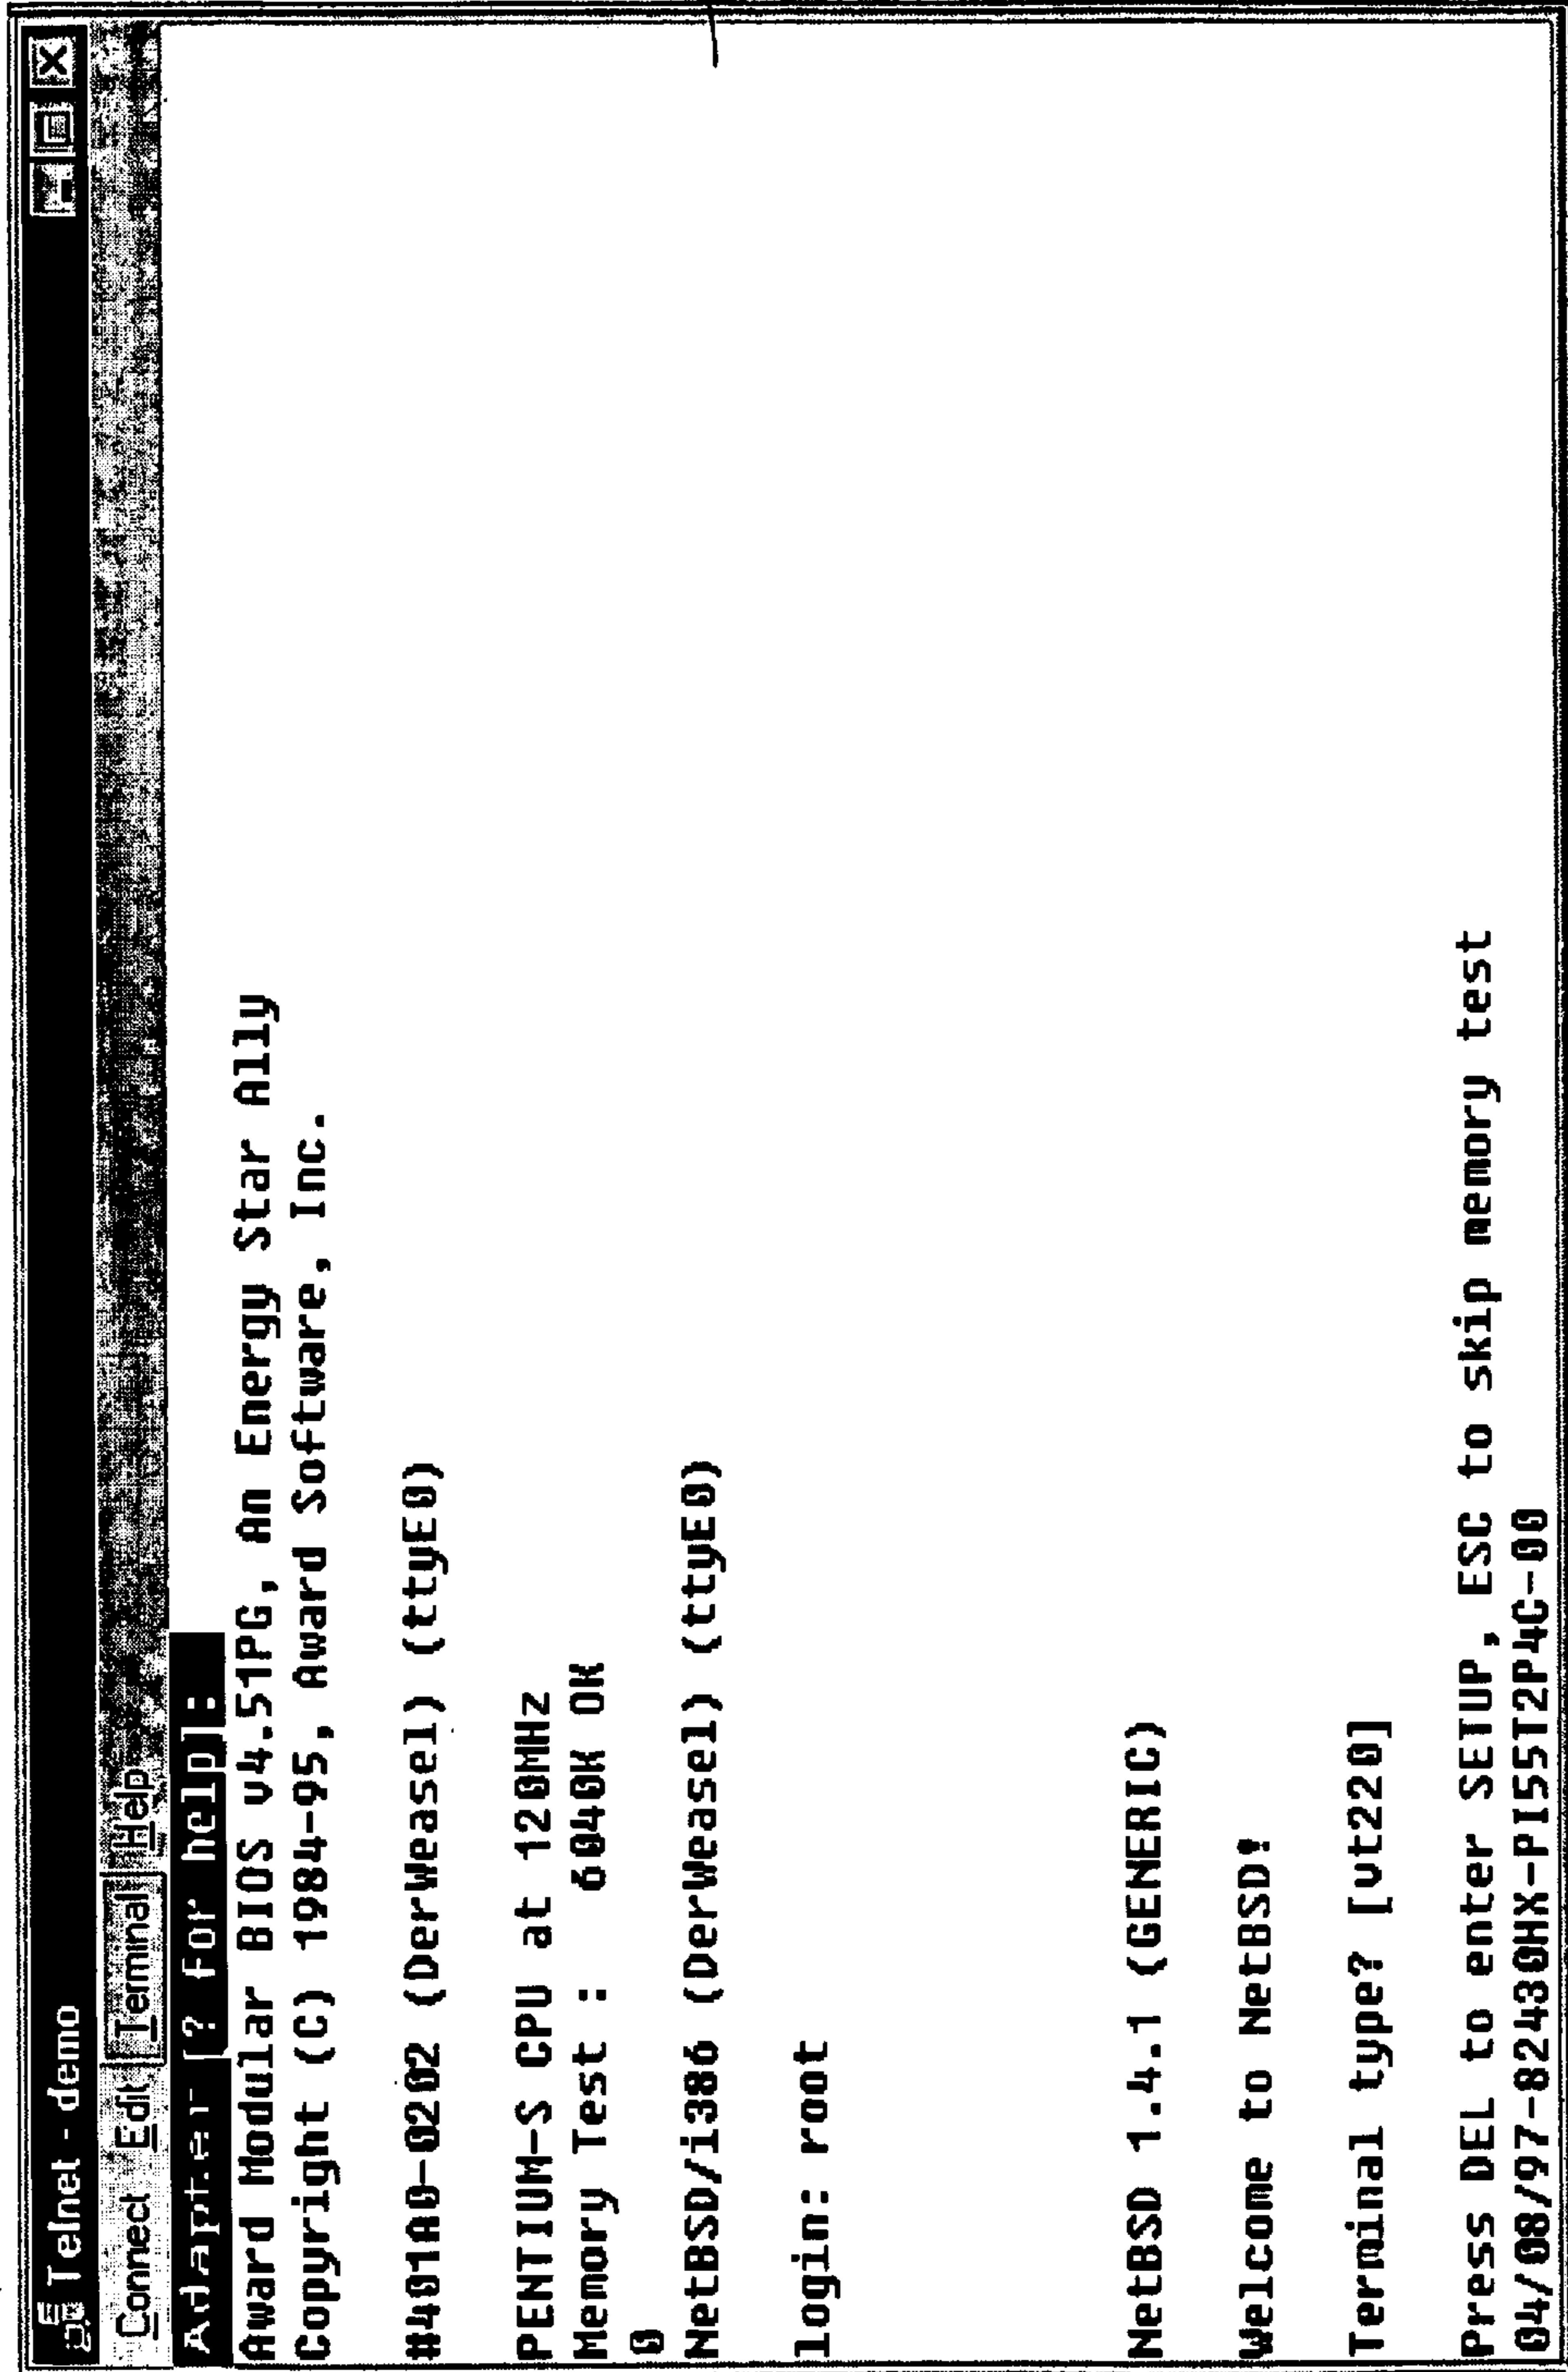 Telnet - demo
Connect Edit Terminal Help
[? for help]:
Award Modular BIOS v4.51PG, An Energy Star Ally
Copyright (C) 1984-95, Award Software, Inc.
#401A0-0202 (DerWeasel) (ttyE0)
PENTIUM-S CPU at 120MHz
Memory Test : 6040K OK
0
NetBSD/i386 (DerWeasel) (ttyE0)
login: root
NetBSD 1.4.1 (GENERIC)
Welcome to NetBSD!
Terminal type? [vt220]
Press DEL to enter SETUP, ESC to skip memory test
04/08/97-82430HX-PI55T2P4C-00